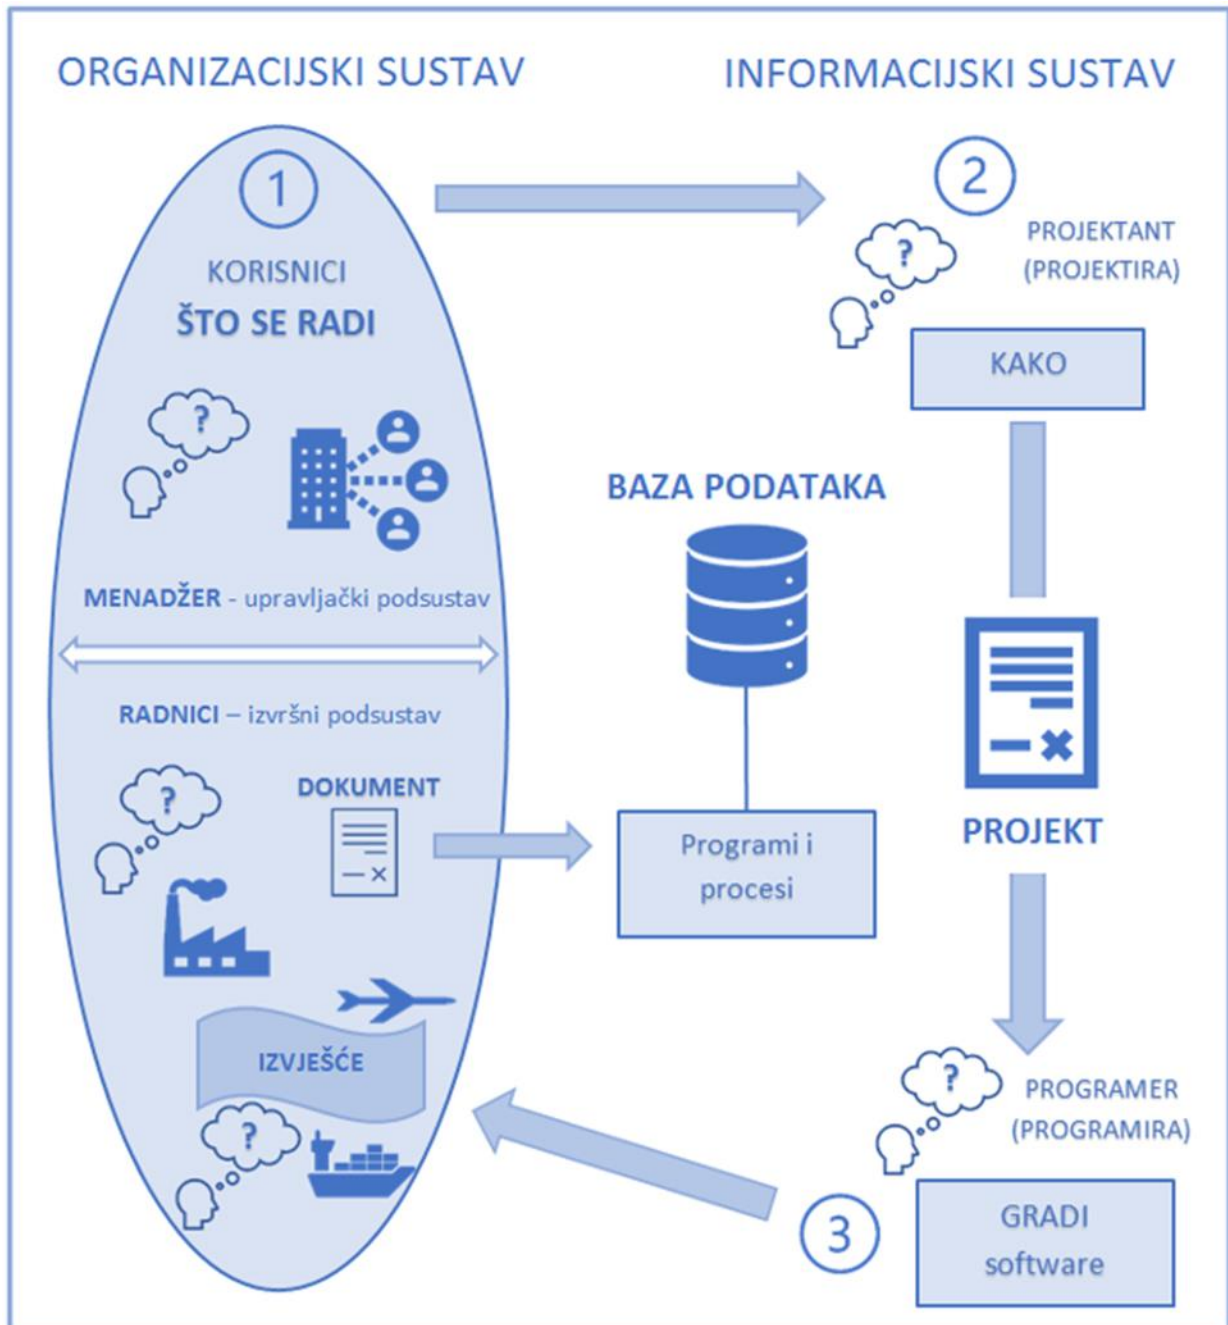 ORGANIZACIJSKI SUSTAV
INFORMACIJSKI SUSTAV
1
KORISNICI
ŠTO SE RADI
?
MENADŽER - upravljački podsustav
RADNICI – izvršni podsustav
?
DOKUMENT
IZVJEŠĆE
?
BAZA PODATAKA
Programi i
procesi
2
?
PROJEKTANT
(PROJEKTIRA)
KAKO
PROJEKT
?
PROGRAMER
(PROGRAMIRA)
3
GRADI
software